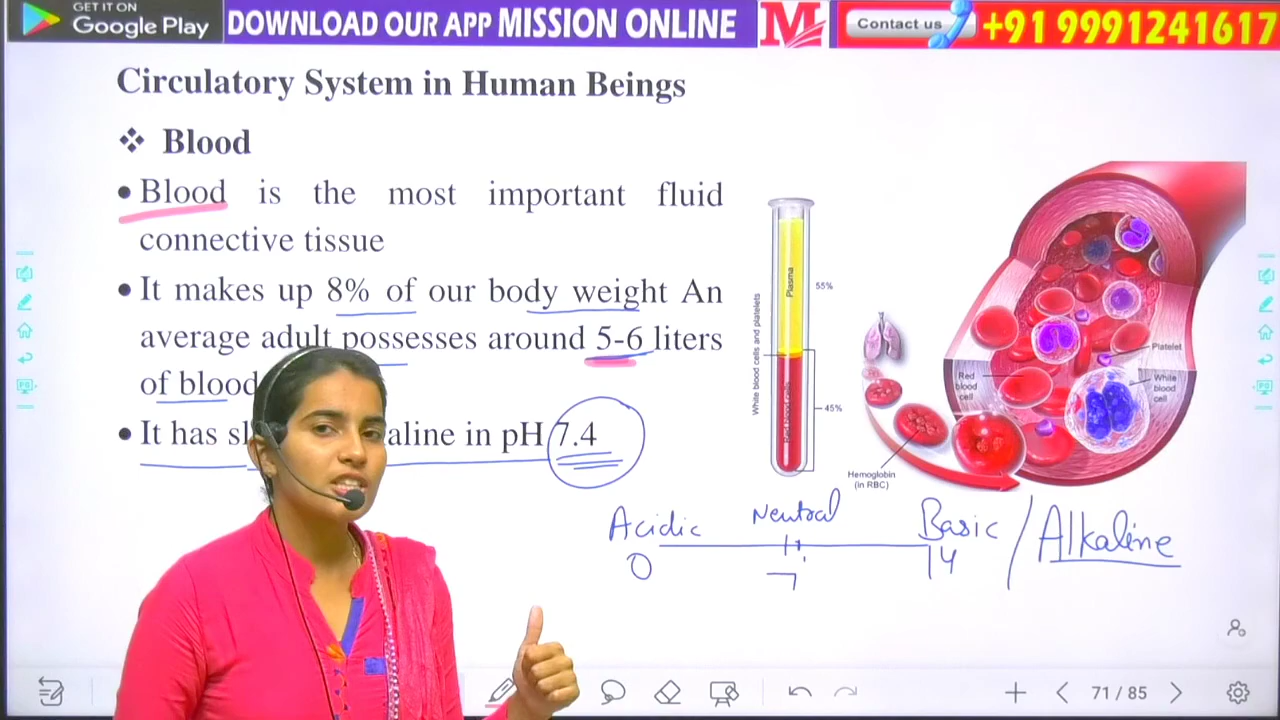 GET IT ON
Google Play
DOWNLOAD OUR APP MISSION ONLINE
M
Contact us
+91 9991241617
Circulatory System in Human Beings
❖ Blood
• Blood is the most important fluid
connective tissue
• It makes up 8% of our body weight An
average adult possesses around 5-6 liters
of blood
• It has sl aline in pH 7.4
Plasma
55%
White blood cells and platelets
45%
Hemoglobin
(in RBC)
Red
blood
cell
Platelet
White
blood
cell
Acidic Neutral Basic / Alkaline
0 7 14
71 / 85